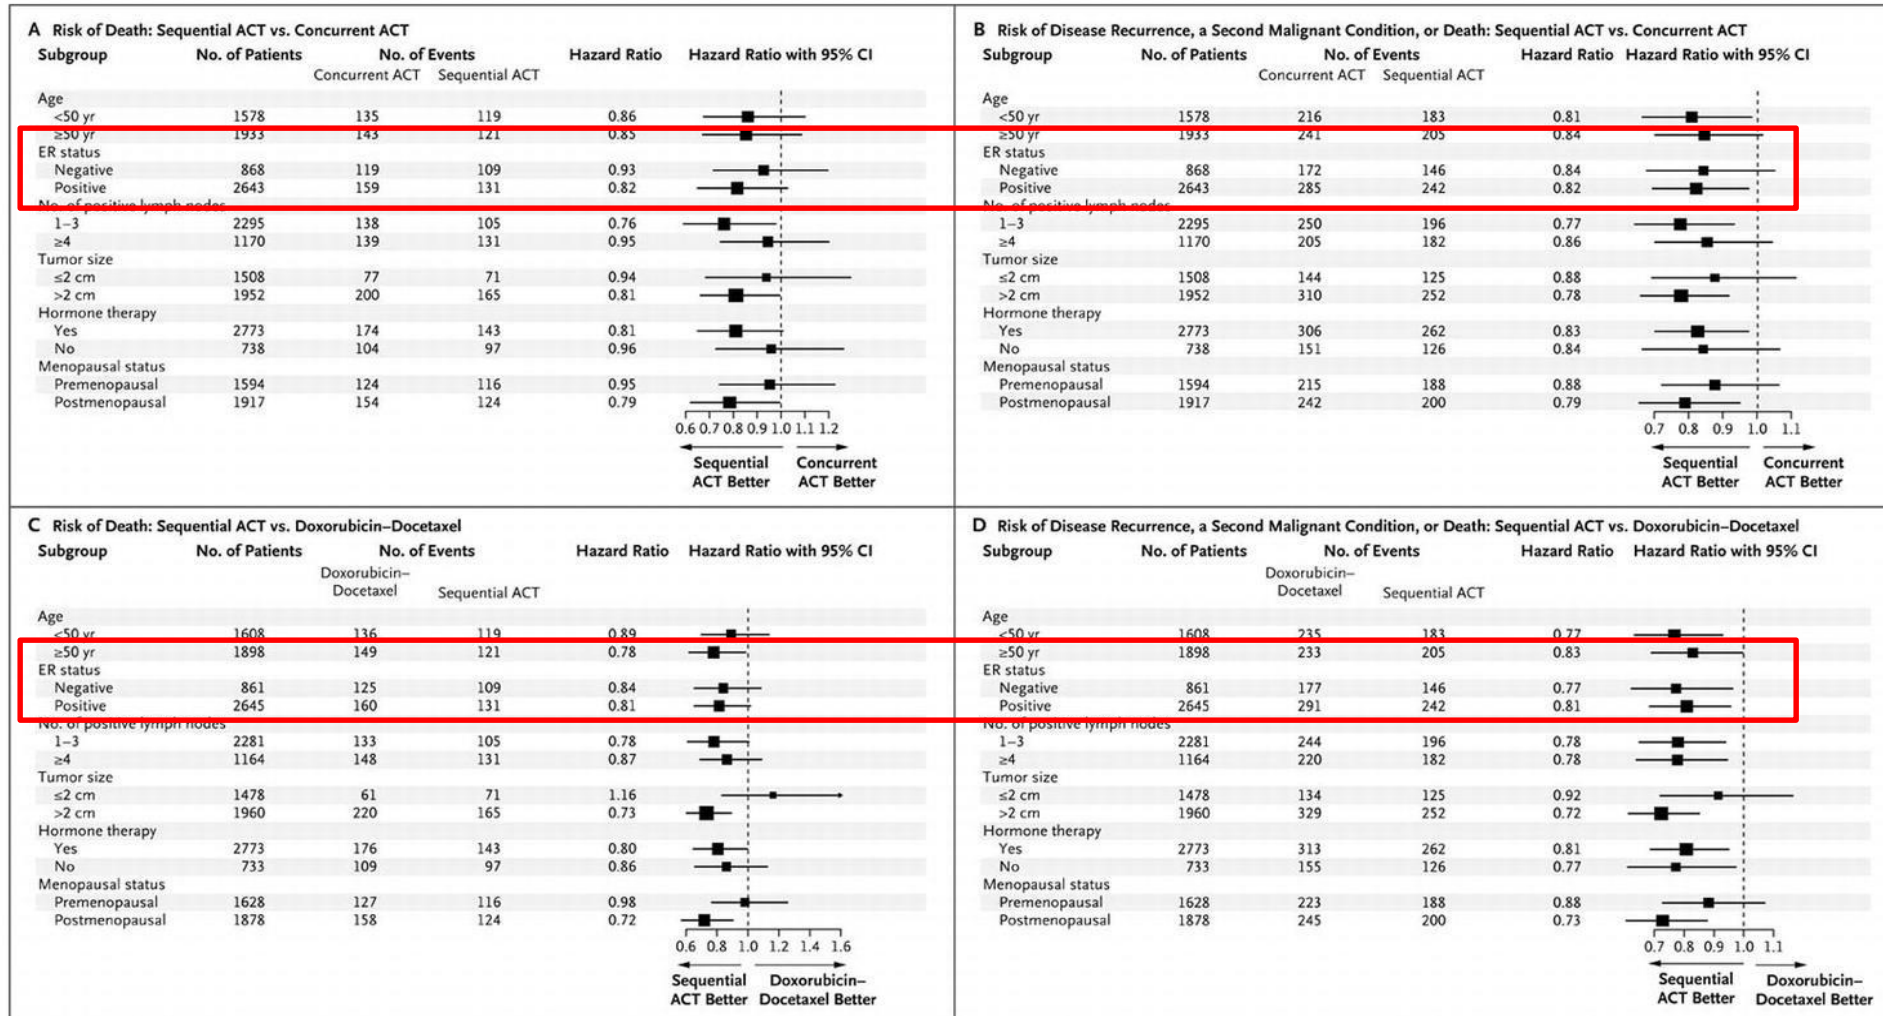 A Risk of Death: Sequential ACT vs. Concurrent ACT
Subgroup No. of Patients No. of Events Hazard Ratio Hazard Ratio with 95% CI
Concurrent ACT Sequential ACT
Age
<50 yr 1578 135 119 0.86
≥50 yr 1933 143 121 0.85
ER status
Negative 868 119 109 0.93
Positive 2643 159 131 0.82
No. of positive lymph nodes
1–3 2295 138 105 0.76
≥4 1170 139 131 0.95
Tumor size
≤2 cm 1508 77 71 0.94
>2 cm 1952 200 165 0.81
Hormone therapy
Yes 2773 174 143 0.81
No 738 104 97 0.96
Menopausal status
Premenopausal 1594 124 116 0.95
Postmenopausal 1917 154 124 0.79
0.6 0.7 0.8 0.9 1.0 1.1 1.2
Sequential Concurrent
ACT Better ACT Better
B Risk of Disease Recurrence, a Second Malignant Condition, or Death: Sequential ACT vs. Concurrent ACT
Subgroup No. of Patients No. of Events Hazard Ratio Hazard Ratio with 95% CI
Concurrent ACT Sequential ACT
Age
<50 yr 1578 216 183 0.81
≥50 yr 1933 241 205 0.84
ER status
Negative 868 172 146 0.84
Positive 2643 285 242 0.82
No. of positive lymph nodes
1–3 2295 250 196 0.77
≥4 1170 205 182 0.86
Tumor size
≤2 cm 1508 144 125 0.88
>2 cm 1952 310 252 0.78
Hormone therapy
Yes 2773 306 262 0.83
No 738 151 126 0.84
Menopausal status
Premenopausal 1594 215 188 0.88
Postmenopausal 1917 242 200 0.79
0.7 0.8 0.9 1.0 1.1
Sequential Concurrent
ACT Better ACT Better
C Risk of Death: Sequential ACT vs. Doxorubicin–Docetaxel
Subgroup No. of Patients No. of Events Hazard Ratio Hazard Ratio with 95% CI
Doxorubicin–
Docetaxel Sequential ACT
Age
<50 yr 1608 136 119 0.89
≥50 yr 1898 149 121 0.78
ER status
Negative 861 125 109 0.84
Positive 2645 160 131 0.81
No. of positive lymph nodes
1–3 2281 133 105 0.78
≥4 1164 148 131 0.87
Tumor size
≤2 cm 1478 61 71 1.16
>2 cm 1960 220 165 0.73
Hormone therapy
Yes 2773 176 143 0.80
No 733 109 97 0.86
Menopausal status
Premenopausal 1628 127 116 0.98
Postmenopausal 1878 158 124 0.72
0.6 0.8 1.0 1.2 1.4 1.6
Sequential Doxorubicin–
ACT Better Docetaxel Better
D Risk of Disease Recurrence, a Second Malignant Condition, or Death: Sequential ACT vs. Doxorubicin–Docetaxel
Subgroup No. of Patients No. of Events Hazard Ratio Hazard Ratio with 95% CI
Doxorubicin–
Docetaxel Sequential ACT
Age
<50 yr 1608 235 183 0.77
≥50 yr 1898 233 205 0.83
ER status
Negative 861 177 146 0.77
Positive 2645 291 242 0.81
No. of positive lymph nodes
1–3 2281 244 196 0.78
≥4 1164 220 182 0.78
Tumor size
≤2 cm 1478 134 125 0.92
>2 cm 1960 329 252 0.72
Hormone therapy
Yes 2773 313 262 0.81
No 733 155 126 0.77
Menopausal status
Premenopausal 1628 223 188 0.88
Postmenopausal 1878 245 200 0.73
0.7 0.8 0.9 1.0 1.1
Sequential Doxorubicin–
ACT Better Docetaxel Better